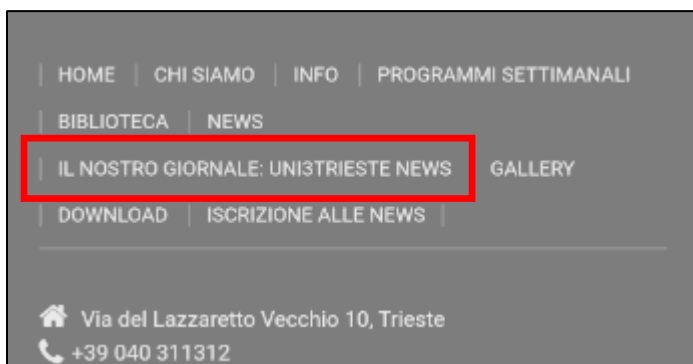 | HOME | CHI SIAMO | INFO | PROGRAMMI SETTIMANALI
| BIBLIOTECA | NEWS
| IL NOSTRO GIORNALE: UNI3TRIESTE NEWS GALLERY
| DOWNLOAD | ISCRIZIONE ALLE NEWS |
Via del Lazzaretto Vecchio 10, Trieste
+39 040 311312